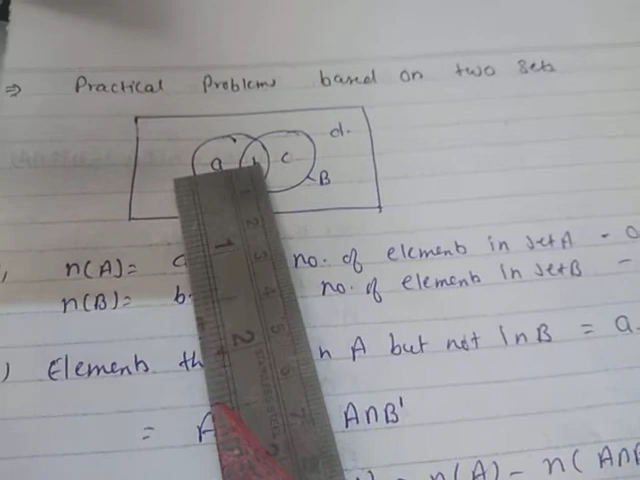 ⇒ Practical Problems based on two sets
d.
a b c
B
n(A)= a no. of elements in set A -
n(B)= b. no. of elements in set B -
) Elements th n A but not in B = a.
= A A∩B'
n(A) - n(A∩B